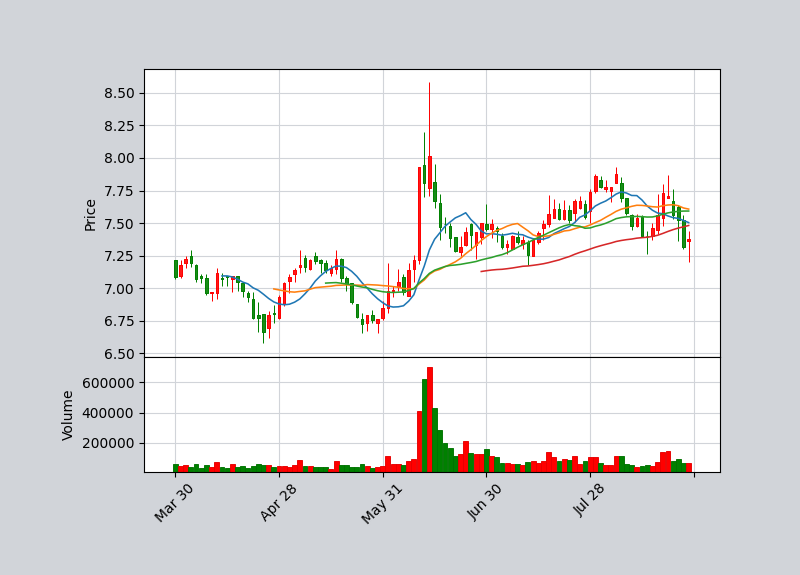 8.50
8.25
8.00
7.75
7.50
7.25
7.00
6.75
6.50
Price
600000
400000
200000
Volume
Mar 30
Apr 28
May 31
Jun 30
Jul 28